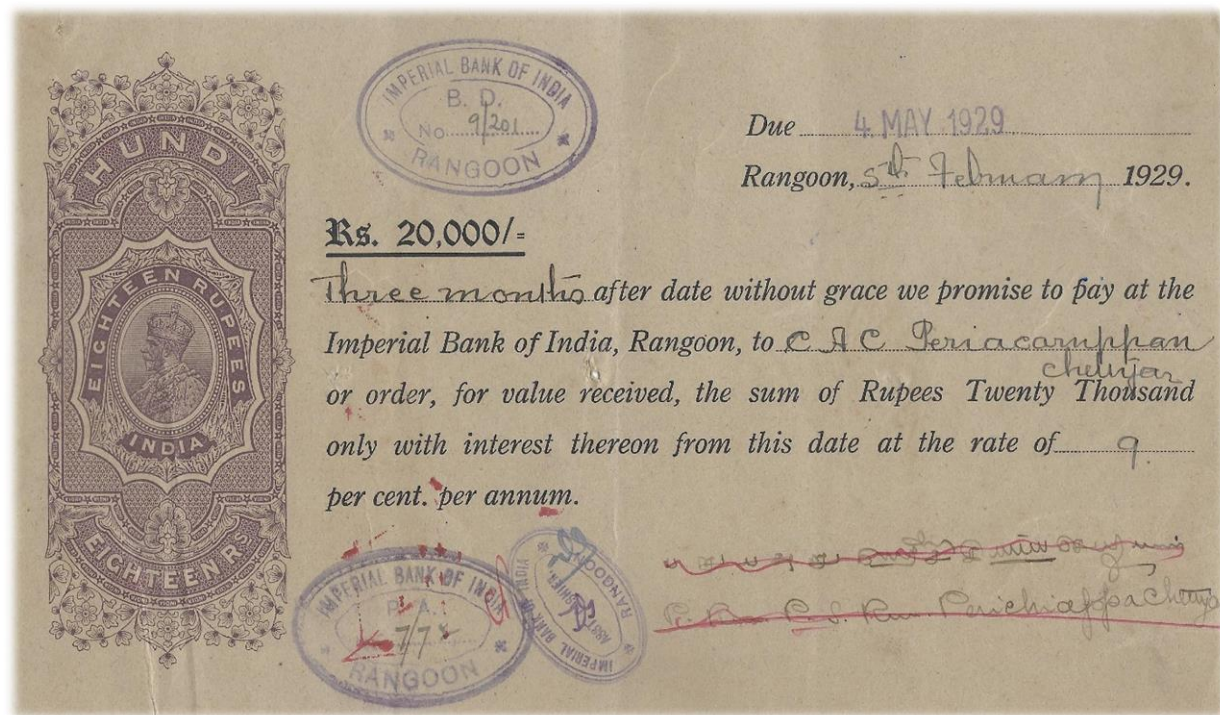 HUNDI
EIGHTEEN RUPEES
INDIA
EIGHTEEN RS
IMPERIAL BANK OF INDIA
B. D.
No. 9/201
RANGOON
Due 4 MAY 1929
Rangoon, 5th February 1929.
Rs. 20,000/=
Three months after date without grace we promise to pay at the
Imperial Bank of India, Rangoon, to C A C Periacaruppan
chettyar
or order, for value received, the sum of Rupees Twenty Thousand
only with interest thereon from this date at the rate of 9
per cent. per annum.
IMPERIAL BANK OF INDIA
RANGOON
IMPERIAL BANK OF INDIA
RANGOON
Perichiappa Chettyar